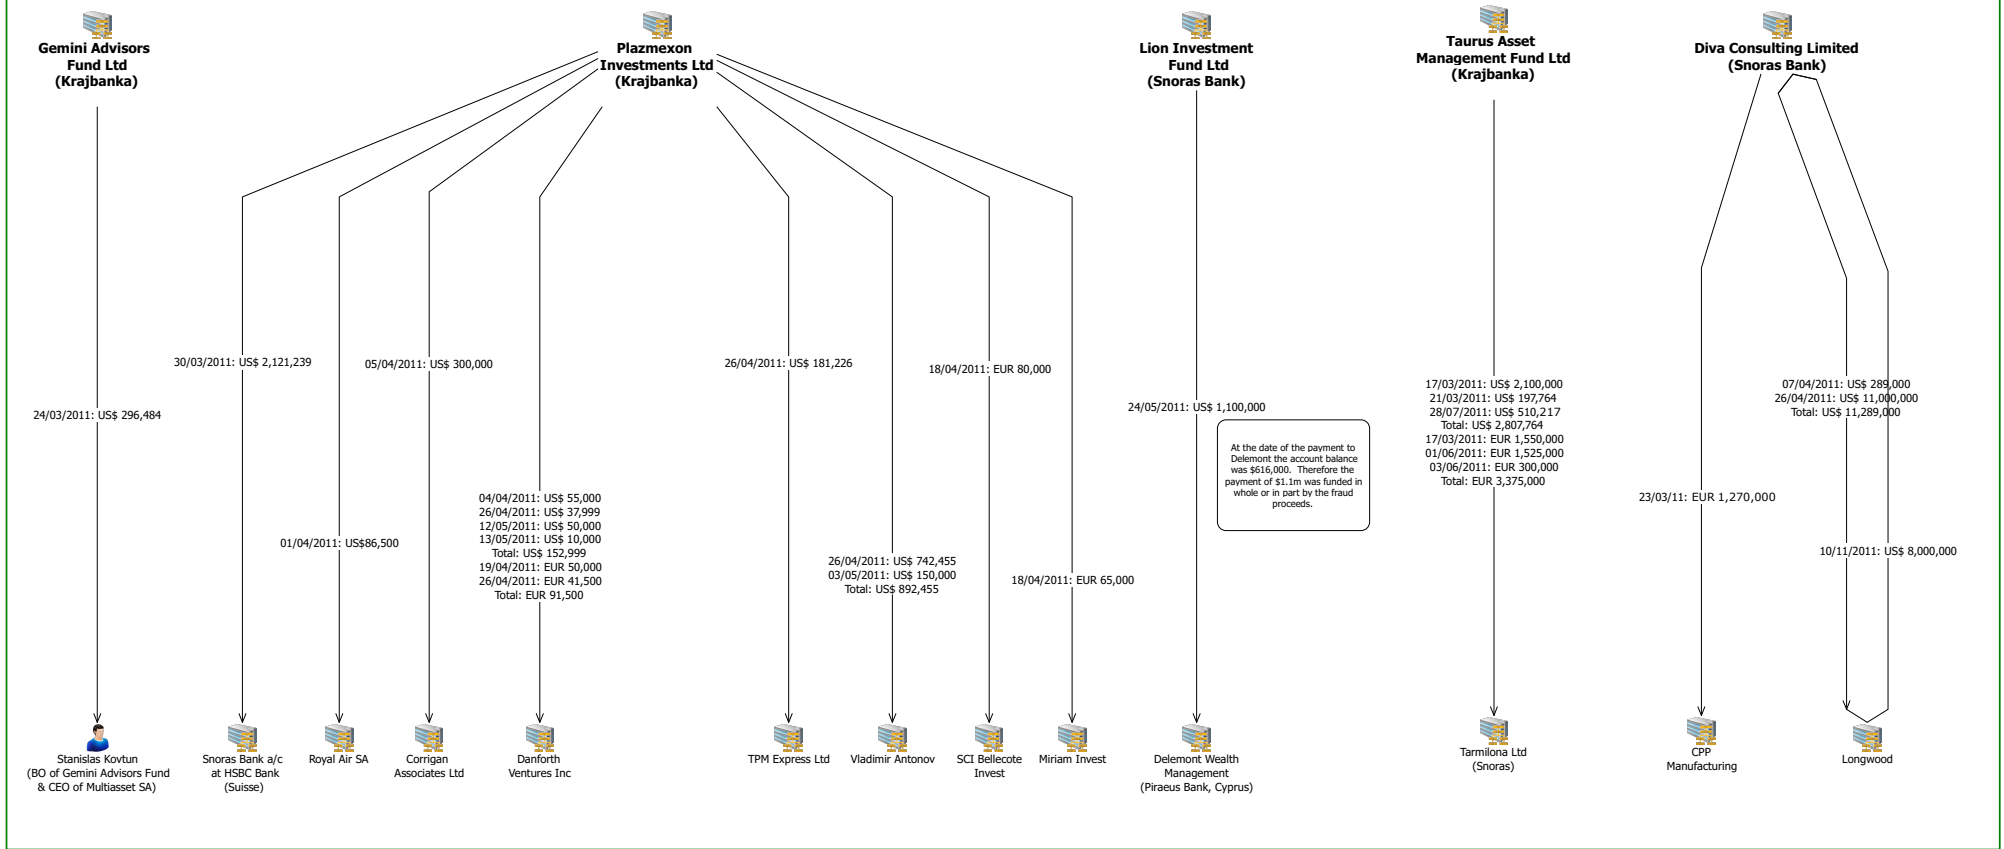 Gemini Advisors
Fund Ltd
(Krajbanka)
Plazmexon
Investments Ltd
(Krajbanka)
Lion Investment
Fund Ltd
(Snoras Bank)
Taurus Asset
Management Fund Ltd
(Krajbanka)
Diva Consulting Limited
(Snoras Bank)
24/03/2011: US$ 296,484
30/03/2011: US$ 2,121,239
01/04/2011: US$86,500
05/04/2011: US$ 300,000
04/04/2011: US$ 55,000
26/04/2011: US$ 37,999
12/05/2011: US$ 50,000
13/05/2011: US$ 10,000
Total: US$ 152,999
19/04/2011: EUR 50,000
26/04/2011: EUR 41,500
Total: EUR 91,500
26/04/2011: US$ 181,226
26/04/2011: US$ 742,455
03/05/2011: US$ 150,000
Total: US$ 892,455
18/04/2011: EUR 80,000
18/04/2011: EUR 65,000
24/05/2011: US$ 1,100,000
At the date of the payment to
Delemont the account balance
was $616,000. Therefore the
payment of $1.1m was funded in
whole or in part by the fraud
proceeds.
17/03/2011: US$ 2,100,000
21/03/2011: US$ 197,764
28/07/2011: US$ 510,217
Total: US$ 2,807,764
17/03/2011: EUR 1,550,000
01/06/2011: EUR 1,525,000
03/06/2011: EUR 300,000
Total: EUR 3,375,000
23/03/11: EUR 1,270,000
07/04/2011: US$ 289,000
26/04/2011: US$ 11,000,000
Total: US$ 11,289,000
10/11/2011: US$ 8,000,000
Stanislas Kovtun
(BO of Gemini Advisors Fund
& CEO of Multiasset SA)
Snoras Bank a/c
at HSBC Bank
(Suisse)
Royal Air SA
Corrigan
Associates Ltd
Danforth
Ventures Inc
TPM Express Ltd
Vladimir Antonov
SCI Bellecote
Invest
Miriam Invest
Delemont Wealth
Management
(Piraeus Bank, Cyprus)
Tarmilona Ltd
(Snoras)
CPP
Manufacturing
Longwood